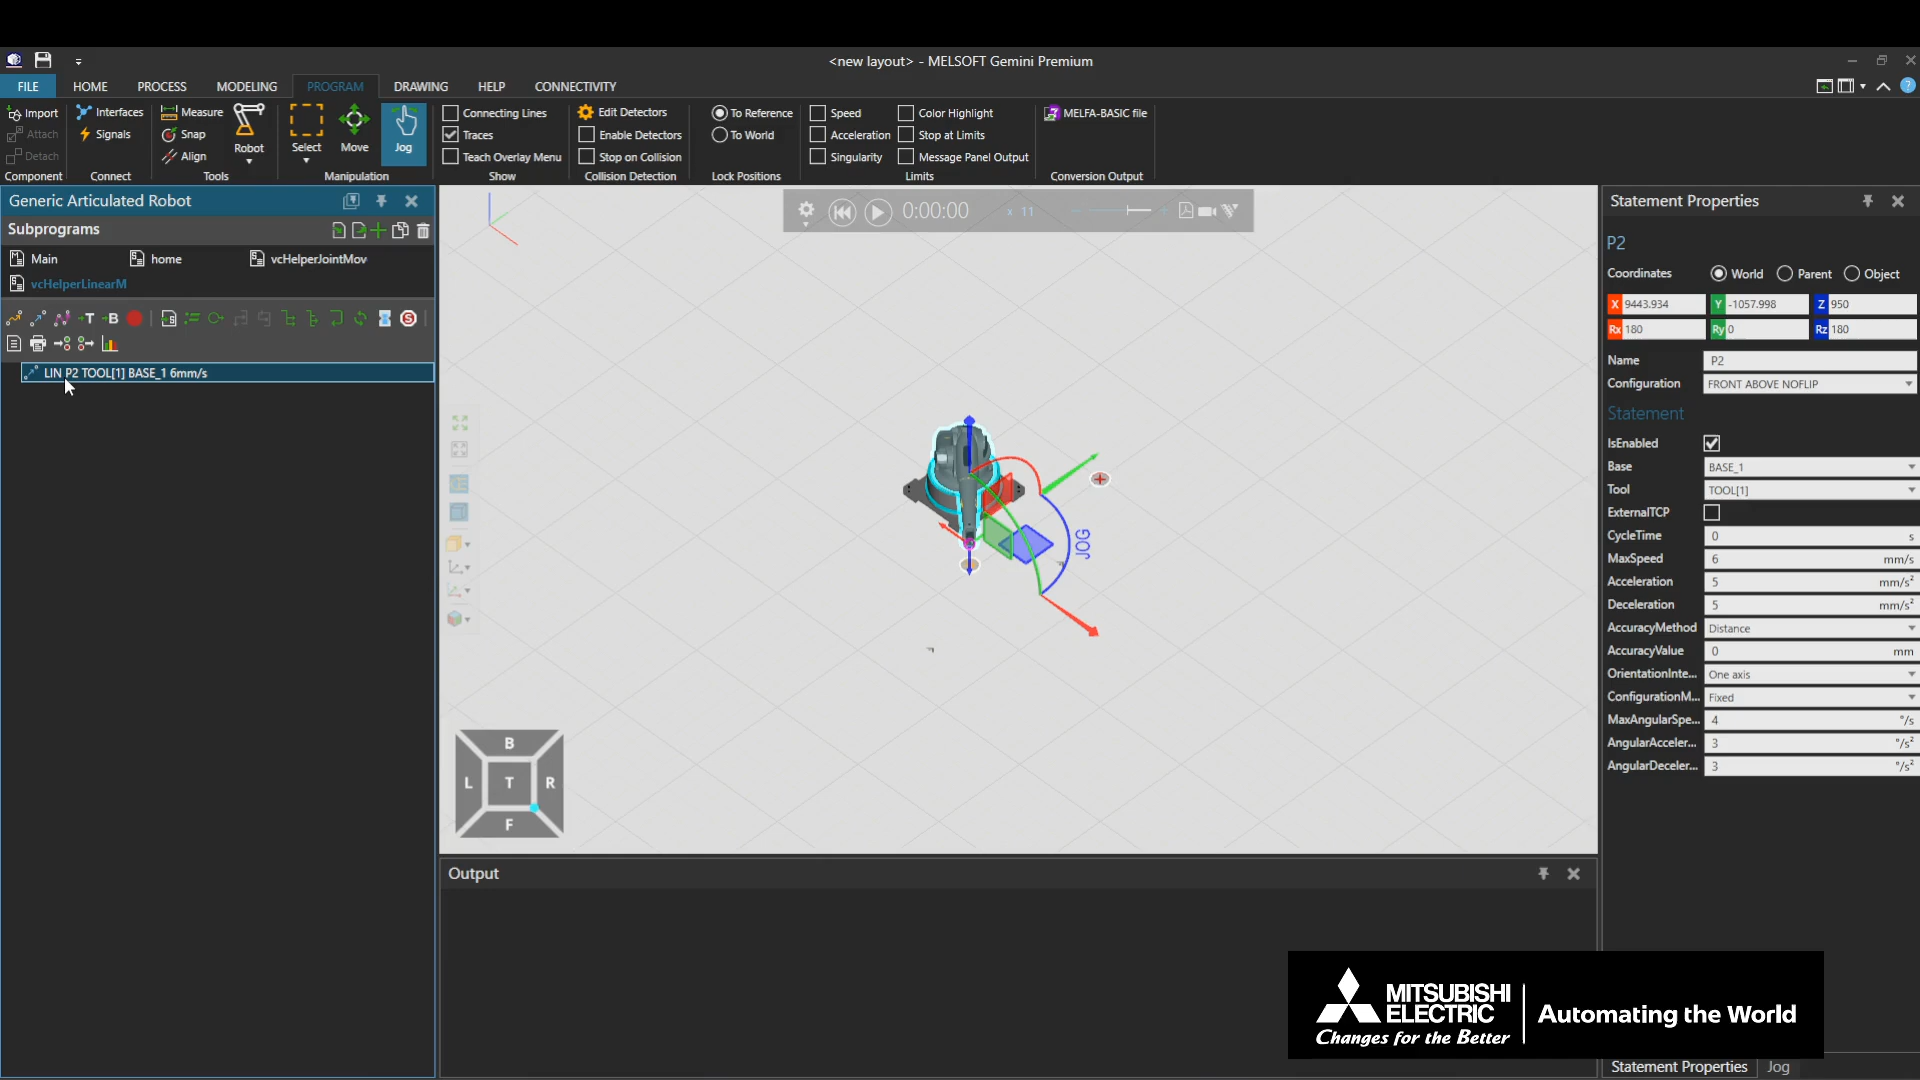 <new layout> - MELSOFT Gemini Premium
FILE HOME PROCESS MODELING PROGRAM DRAWING HELP CONNECTIVITY
Import
Attach
Detach
Component
Interfaces
Signals
Connect
Measure
Snap
Align
Robot
Tools
Select
Move
Jog
Manipulation
Connecting Lines
Traces
Teach Overlay Menu
Show
Edit Detectors
Enable Detectors
Stop on Collision
Collision Detection
To Reference
To World
Lock Positions
Speed
Acceleration
Singularity
Color Highlight
Stop at Limits
Message Panel Output
Limits
MELFA-BASIC file
Conversion Output
Generic Articulated Robot
Subprograms
Main
home
vcHelperJointMov
vcHelperLinearM
LIN P2 TOOL[1] BASE_1 6mm/s
0:00:00 x 11
JOG
B
L T R
F
Output
Statement Properties
P2
Coordinates World Parent Object
X 9443.934 Y -1057.998 Z 950
Rx 180 Ry 0 Rz 180
Name P2
Configuration FRONT ABOVE NOFLIP
Statement
IsEnabled
Base BASE_1
Tool TOOL[1]
ExternalTCP
CycleTime 0 s
MaxSpeed 6 mm/s
Acceleration 5 mm/s²
Deceleration 5 mm/s²
AccuracyMethod Distance
AccuracyValue 0 mm
OrientationInte... One axis
ConfigurationM... Fixed
MaxAngularSpe... 4 °/s
AngularAcceler... 3 °/s²
AngularDeceler... 3 °/s²
MITSUBISHI
ELECTRIC
Changes for the Better
Automating the World
Statement Properties Jog